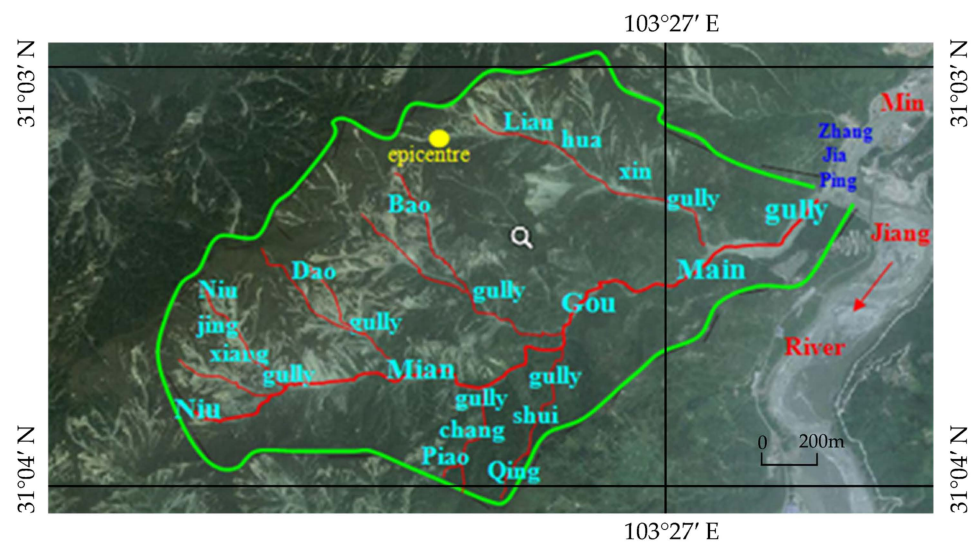 103°27′ E
31°03′ N
31°03′ N
Min
Zhang
Jia
Ping
Lian
hua
xin
gully
epicentre
Bao
gully
gully
Jiang
River
Main
gully
Gou
Dao
gully
Niu
jing
xiang
gully
Mian
Niu
gully
shui
Qing
gully
chang
Piao
0 200m
31°04′ N
31°04′ N
103°27′ E